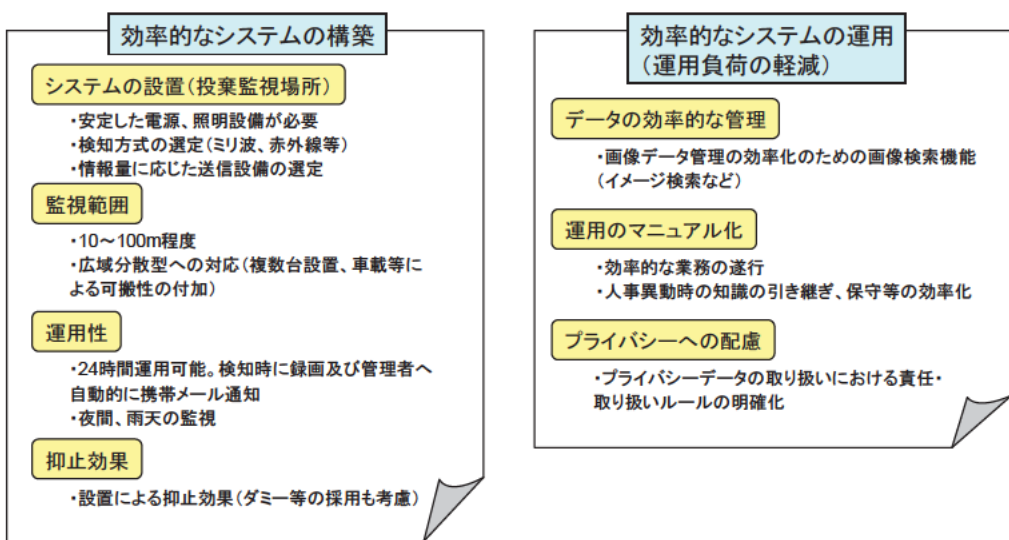 効率的なシステムの構築
システムの設置(投棄監視場所)
・安定した電源、照明設備が必要
・検知方式の選定(ミリ波、赤外線等)
・情報量に応じた送信設備の選定
監視範囲
・10～100m程度
・広域分散型への対応(複数台設置、車載等に
よる可搬性の付加)
運用性
・24時間運用可能。検知時に録画及び管理者へ
自動的に携帯メール通知
・夜間、雨天の監視
抑止効果
・設置による抑止効果(ダミー等の採用も考慮)
効率的なシステムの運用
(運用負荷の軽減)
データの効率的な管理
・画像データ管理の効率化のための画像検索機能
(イメージ検索など)
運用のマニュアル化
・効率的な業務の遂行
・人事異動時の知識の引き継ぎ、保守等の効率化
プライバシーへの配慮
・プライバシーデータの取り扱いにおける責任・
取り扱いルールの明確化